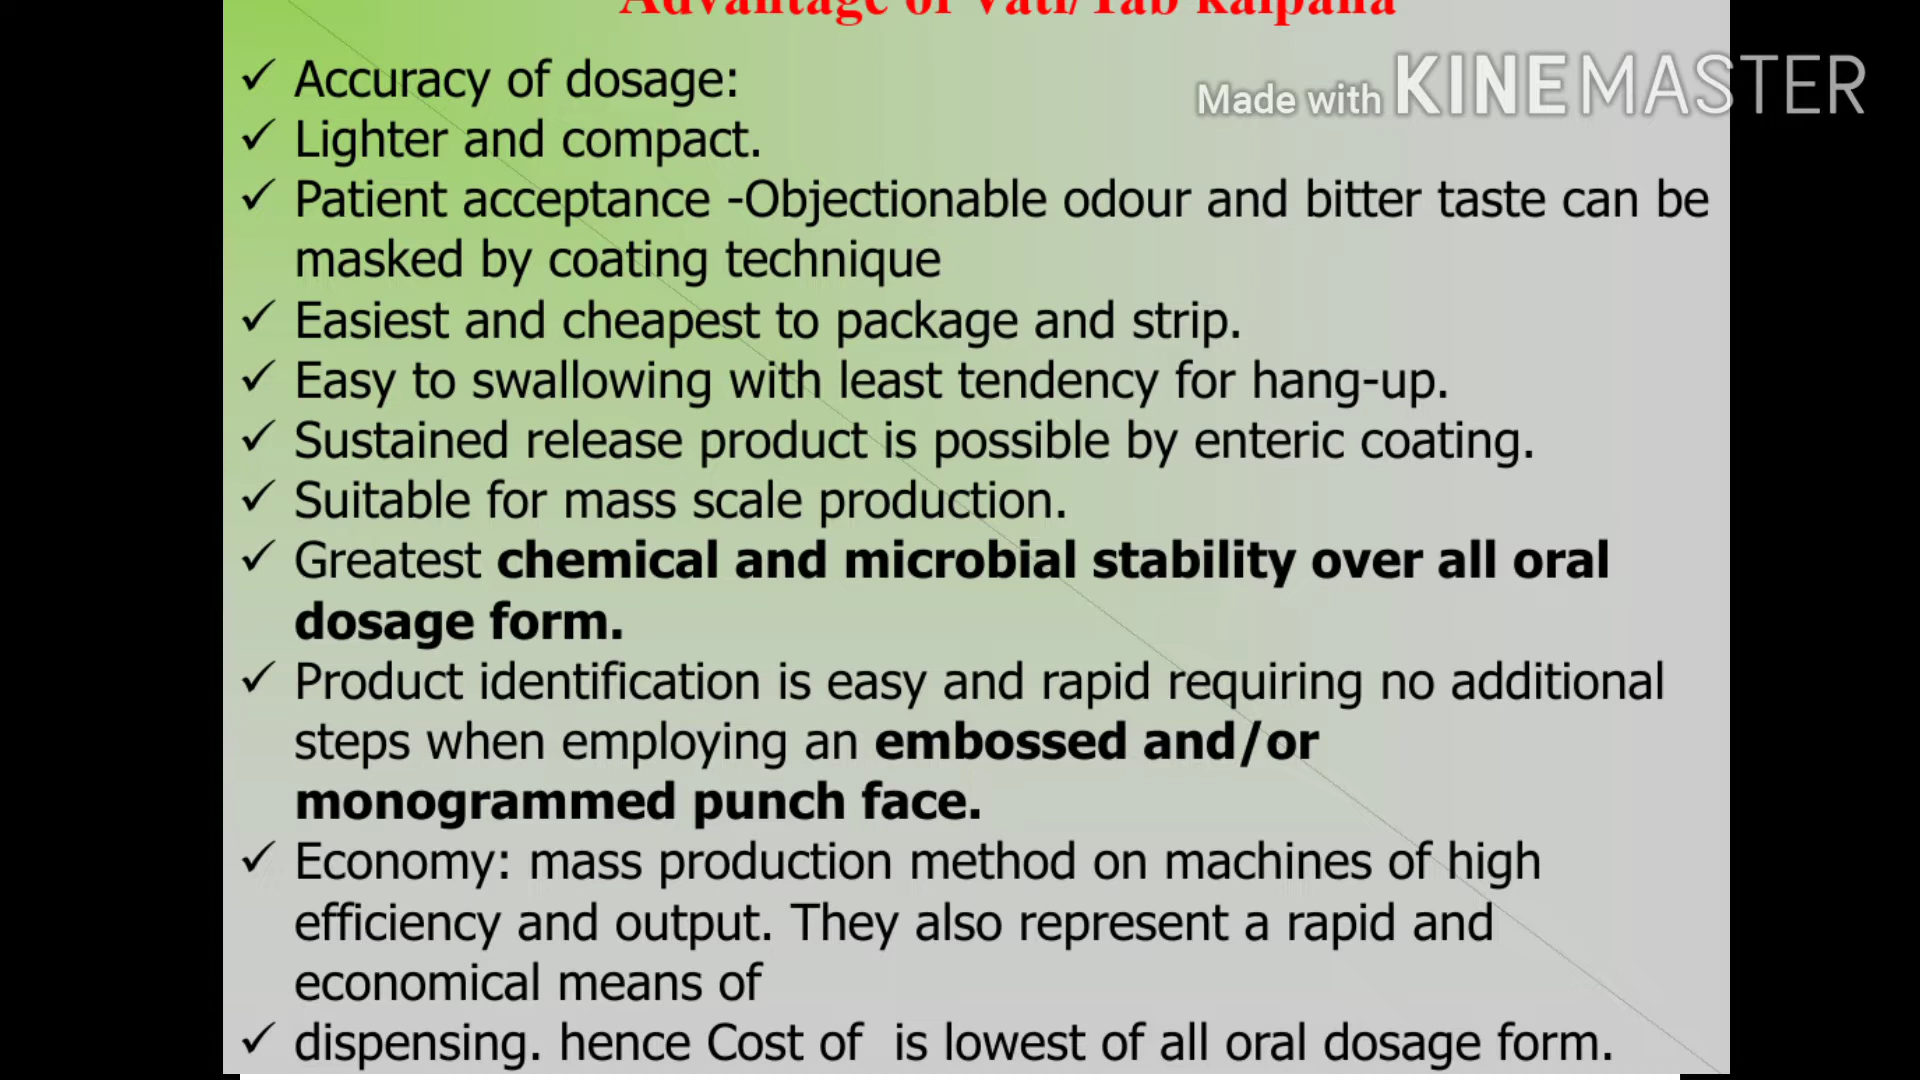 Advantage of Vati/Tab kalpana
✓ Accuracy of dosage:
Made with KINEMASTER
✓ Lighter and compact.
✓ Patient acceptance -Objectionable odour and bitter taste can be
masked by coating technique
✓ Easiest and cheapest to package and strip.
✓ Easy to swallowing with least tendency for hang-up.
✓ Sustained release product is possible by enteric coating.
✓ Suitable for mass scale production.
✓ Greatest chemical and microbial stability over all oral
dosage form.
✓ Product identification is easy and rapid requiring no additional
steps when employing an embossed and/or
monogrammed punch face.
✓ Economy: mass production method on machines of high
efficiency and output. They also represent a rapid and
economical means of
✓ dispensing. hence Cost of  is lowest of all oral dosage form.